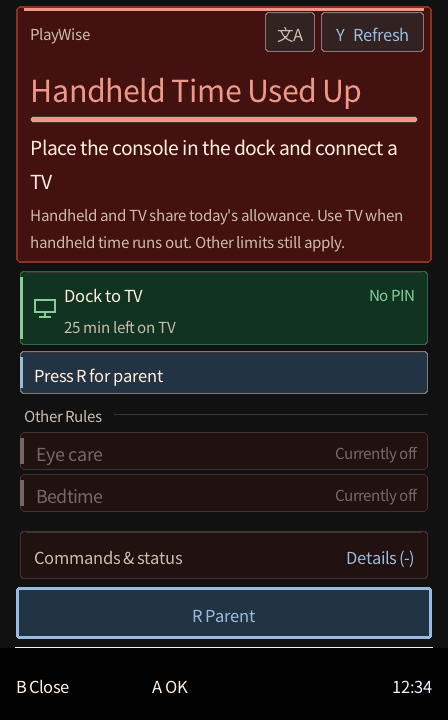 PlayWise
文A
Y Refresh
Handheld Time Used Up
Place the console in the dock and connect a
TV
Handheld and TV share today's allowance. Use TV when
handheld time runs out. Other limits still apply.
Dock to TV
No PIN
25 min left on TV
Press R for parent
Other Rules
Eye care
Currently off
Bedtime
Currently off
Commands & status
Details (-)
R Parent
B Close
A OK
12:34